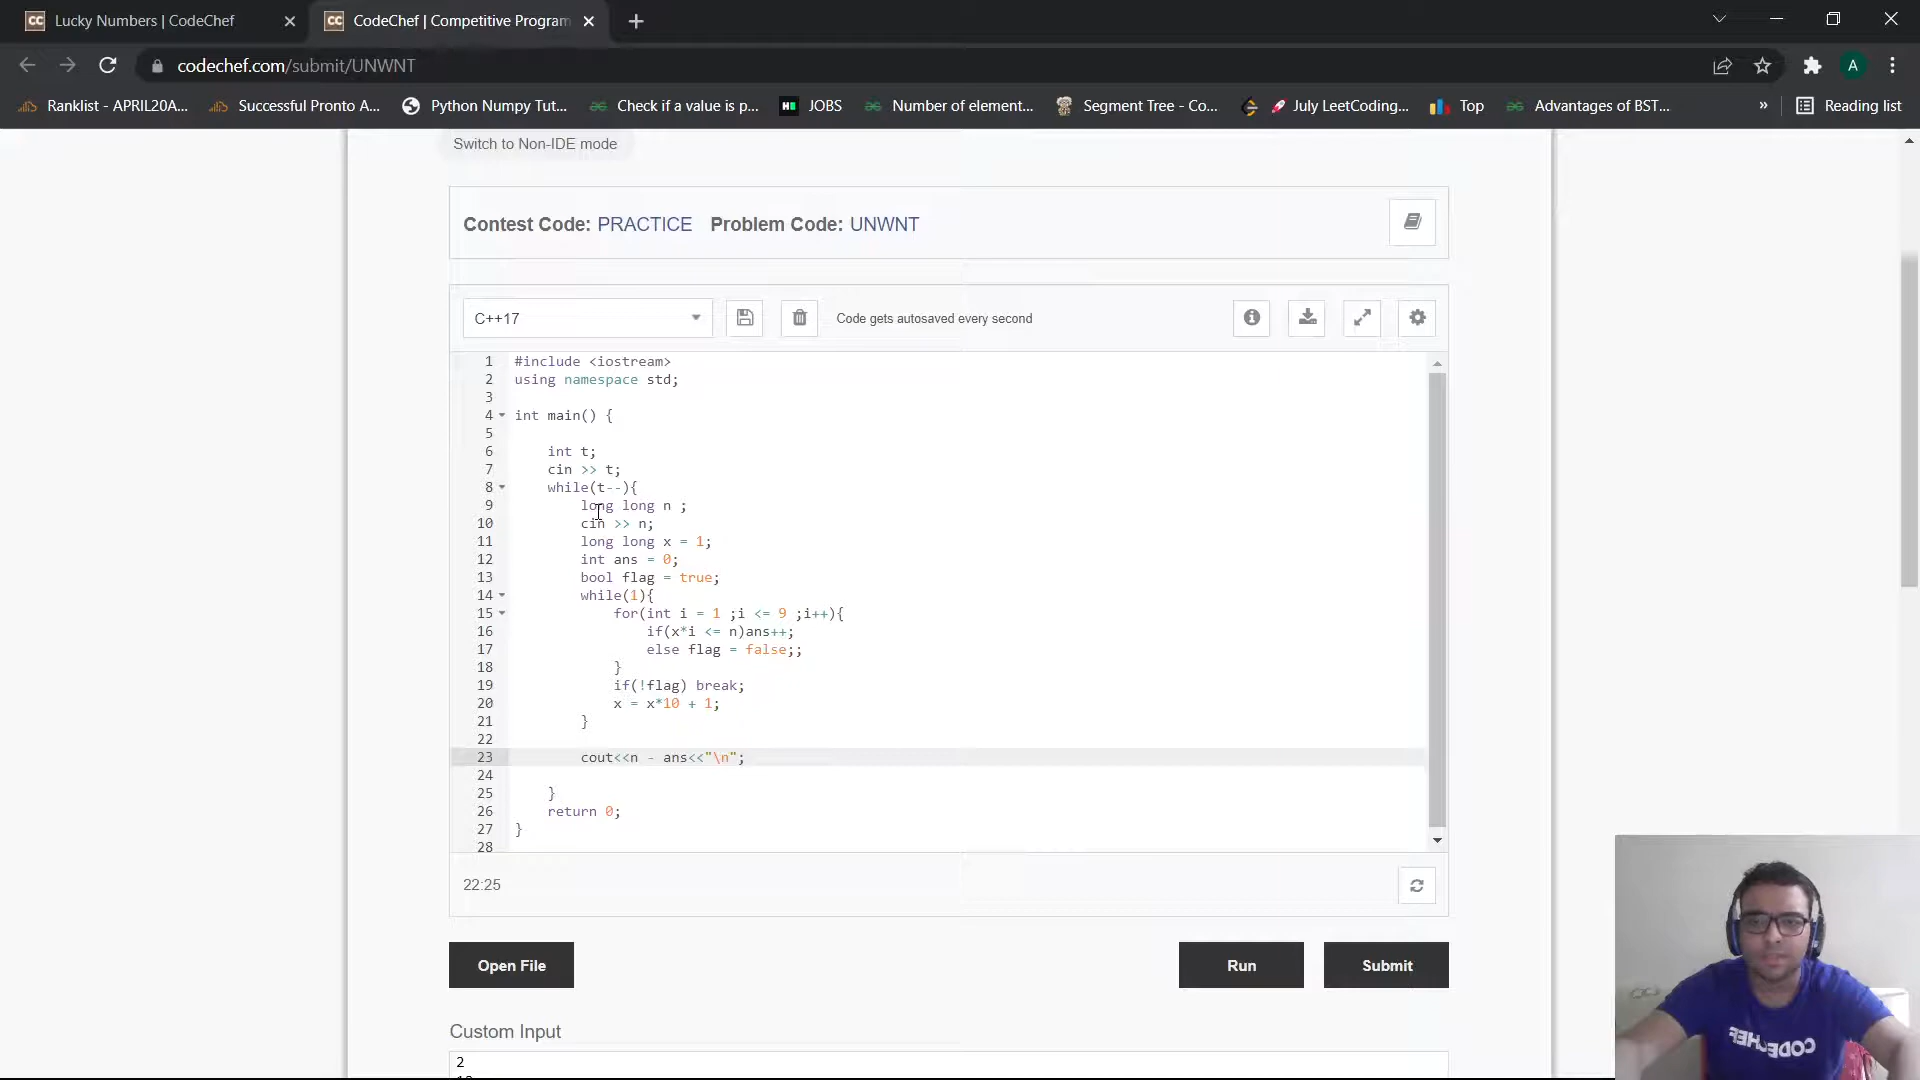 Lucky Numbers | CodeChef
CodeChef | Competitive Program
codechef.com/submit/UNWNT
A
Ranklist - APRIL20A...
Successful Pronto A...
Python Numpy Tut...
Check if a value is p...
JOBS
Number of element...
Segment Tree - Co...
July LeetCoding...
Top
Advantages of BST...
»
Reading list
Switch to Non-IDE mode
Contest Code: PRACTICE Problem Code: UNWNT
C++17
Code gets autosaved every second
1 #include <iostream>
2 using namespace std;
3
4 int main() {
5
6 int t;
7 cin >> t;
8 while(t--){
9 long long n ;
10 cin >> n;
11 long long x = 1;
12 int ans = 0;
13 bool flag = true;
14 while(1){
15 for(int i = 1 ;i <= 9 ;i++){
16 if(x*i <= n)ans++;
17 else flag = false;;
18 }
19 if(!flag) break;
20 x = x*10 + 1;
21 }
22
23 cout<<n - ans<<"\n";
24
25 }
26 return 0;
27 }
28
22:25
Open File
Run
Submit
Custom Input
2
CODECHEF